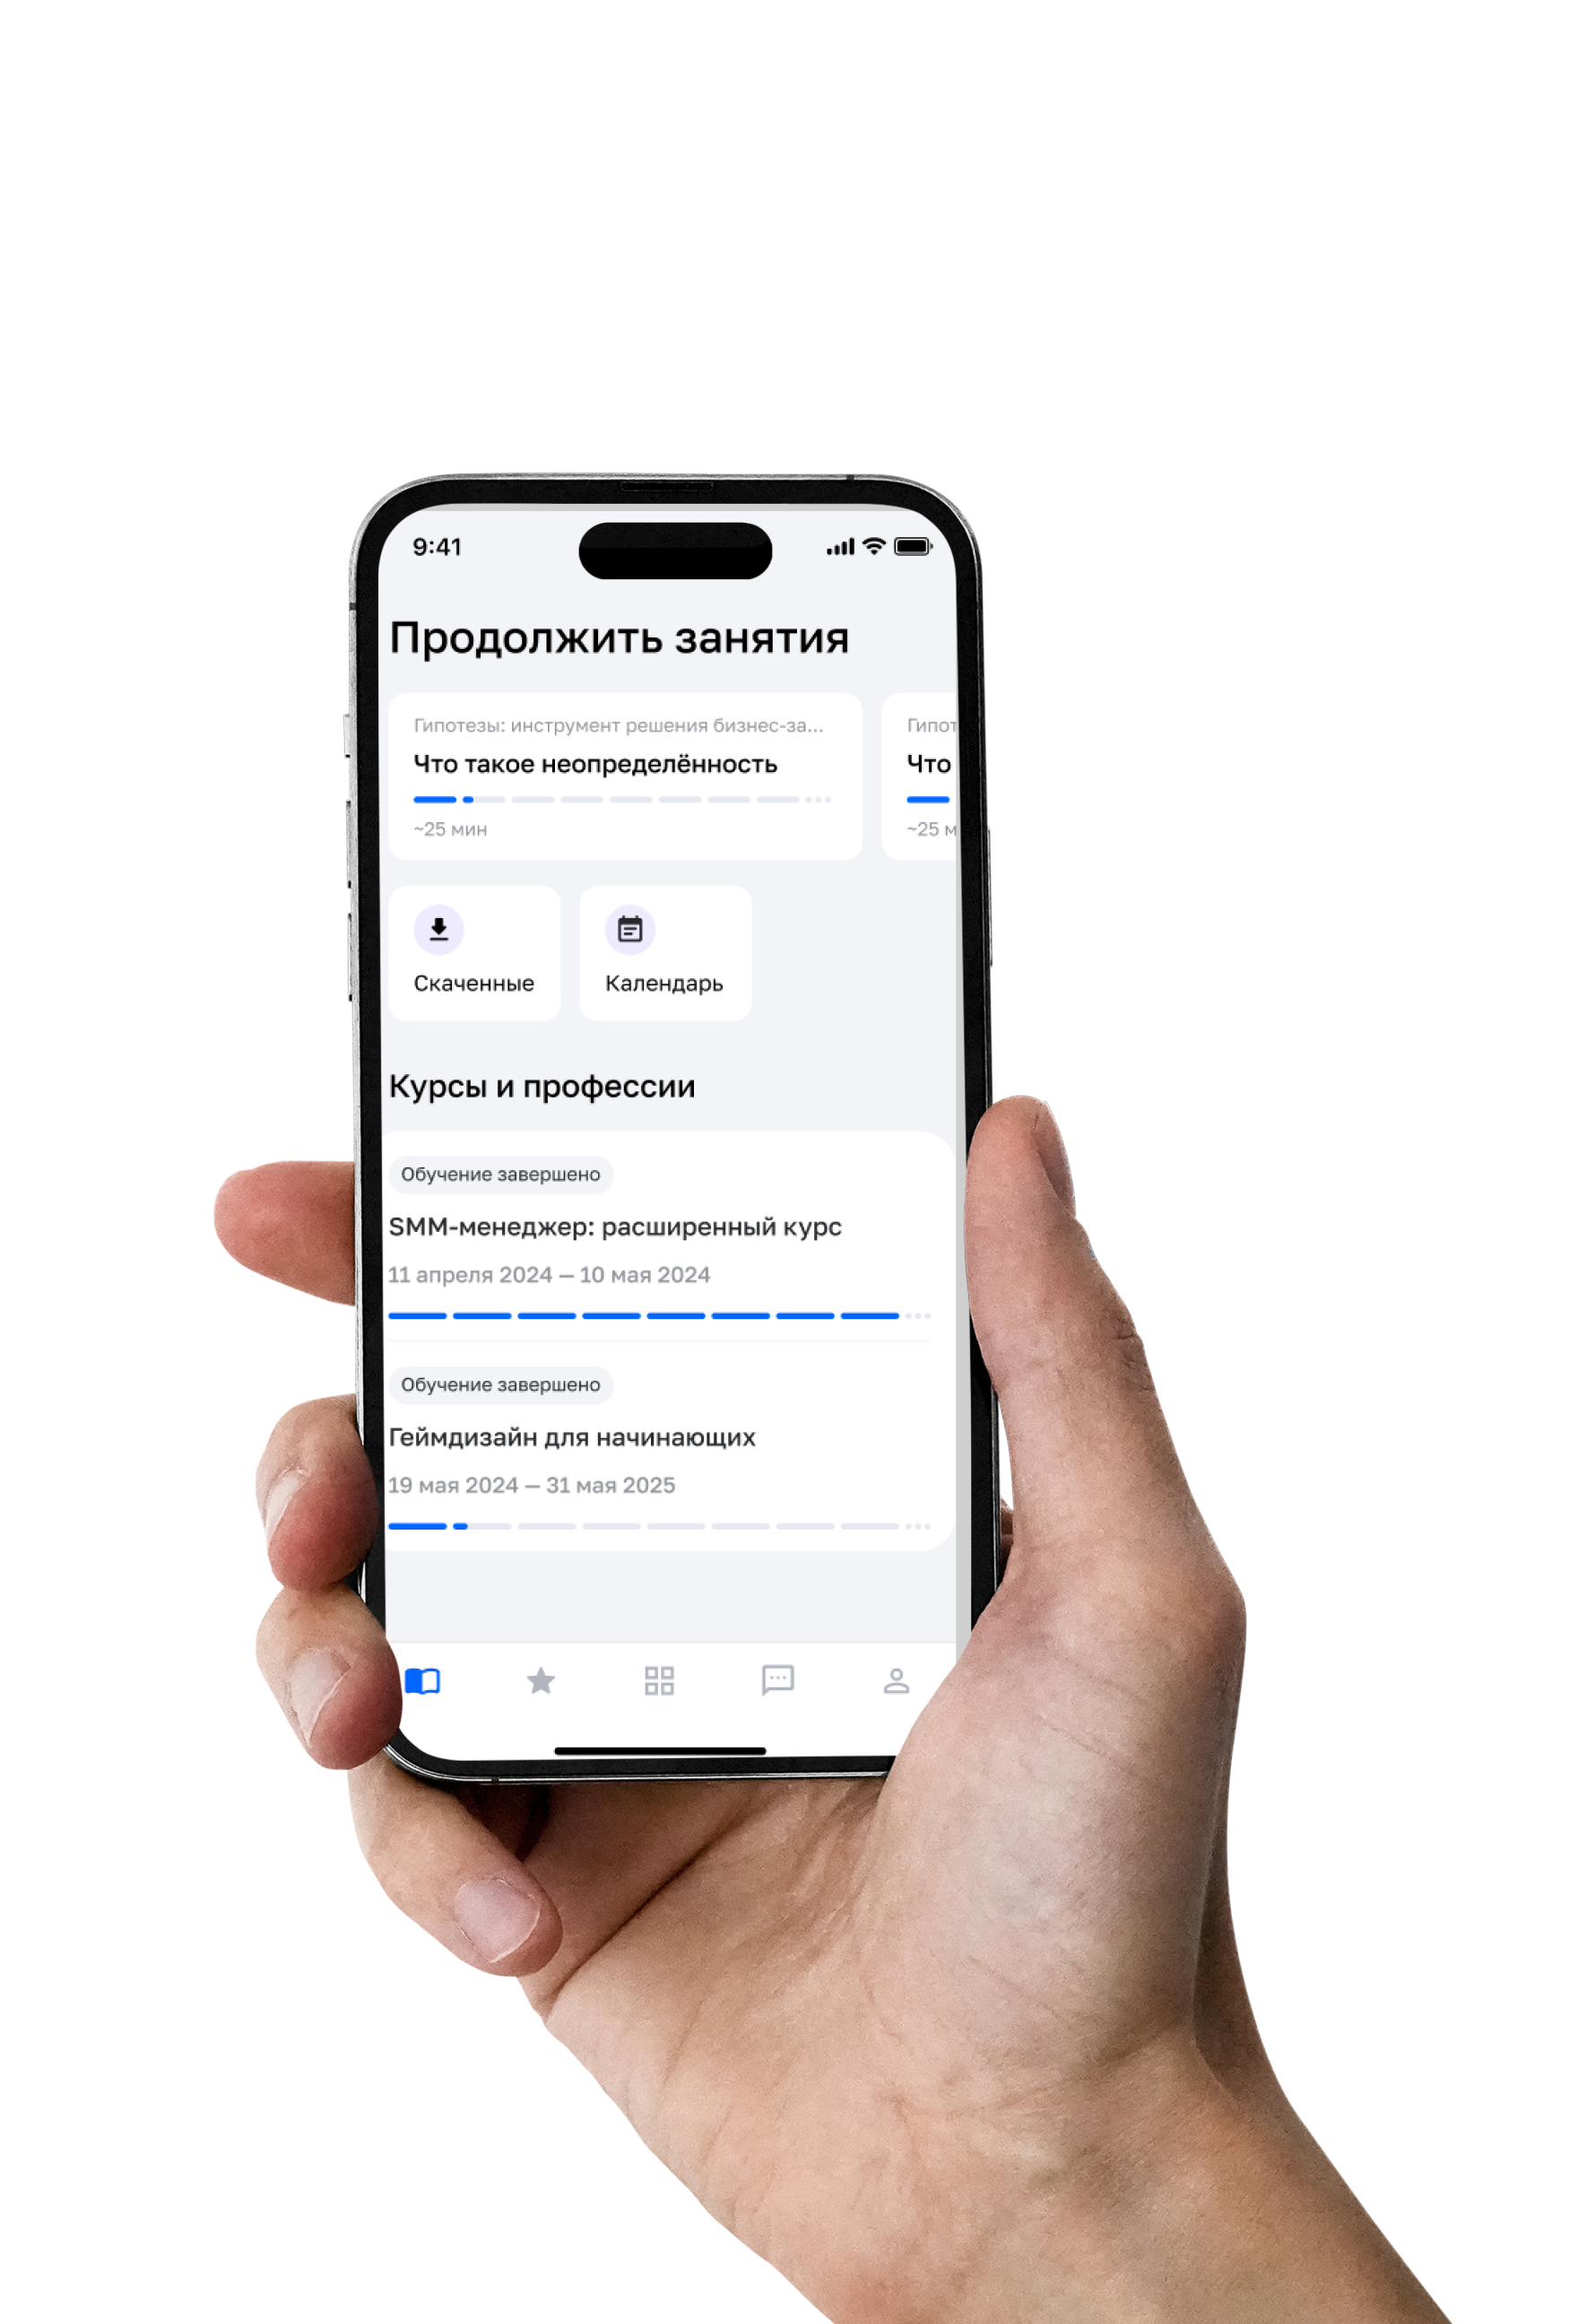 9:41
Продолжить занятия
Гипотезы: инструмент решения бизнес-за...
Что такое неопределённость
~25 мин
Гипот
Что
~25 м
Скаченные
Календарь
Курсы и профессии
Обучение завершено
SMM-менеджер: расширенный курс
11 апреля 2024 — 10 мая 2024
Обучение завершено
Геймдизайн для начинающих
19 мая 2024 — 31 мая 2025